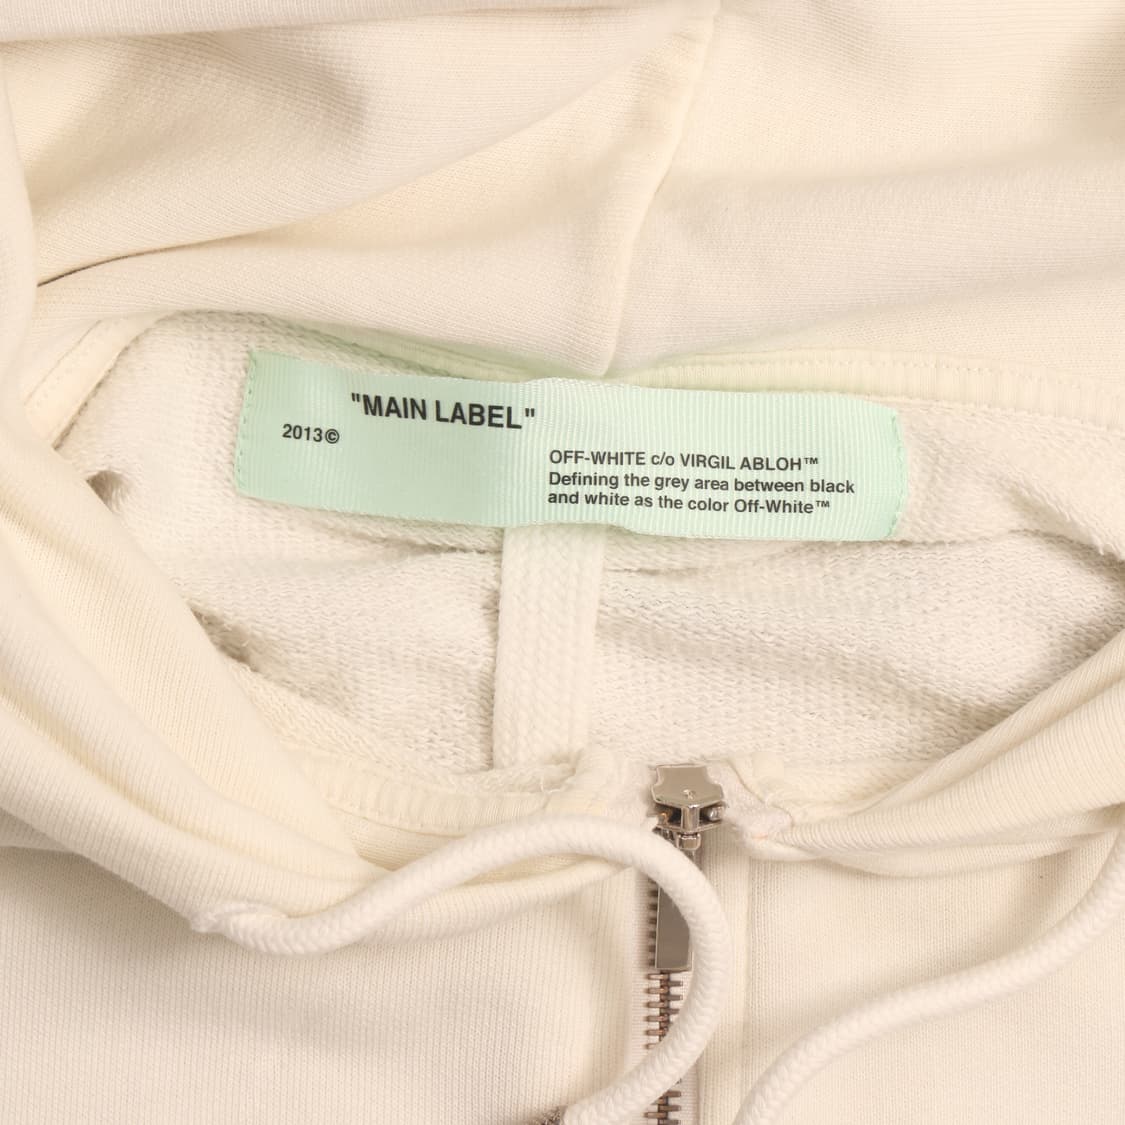 "MAIN LABEL"
2013©
OFF-WHITE c/o VIRGIL ABLOH™
Defining the grey area between black
and white as the color Off-White™